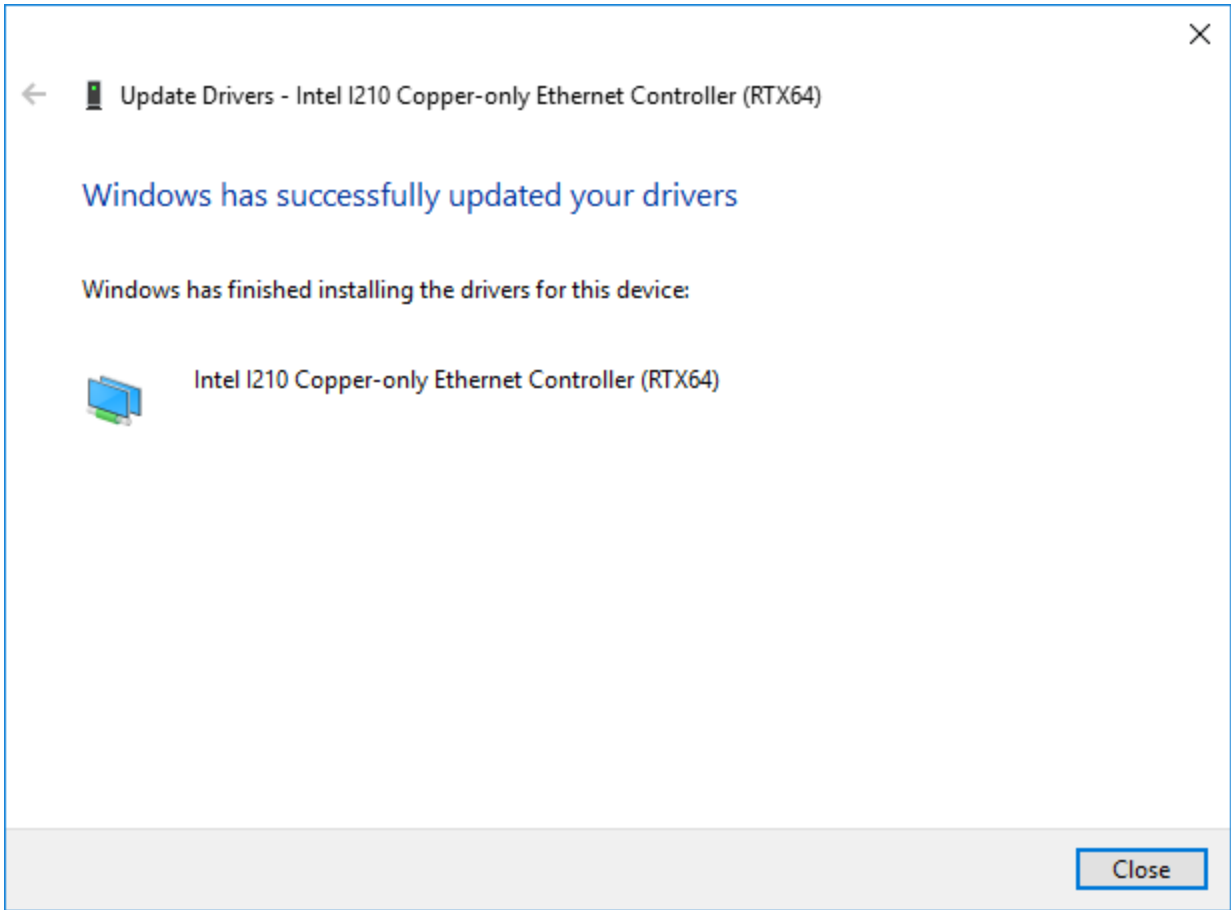 Update Drivers - Intel I210 Copper-only Ethernet Controller (RTX64)
Windows has successfully updated your drivers
Windows has finished installing the drivers for this device:
Intel I210 Copper-only Ethernet Controller (RTX64)
Close